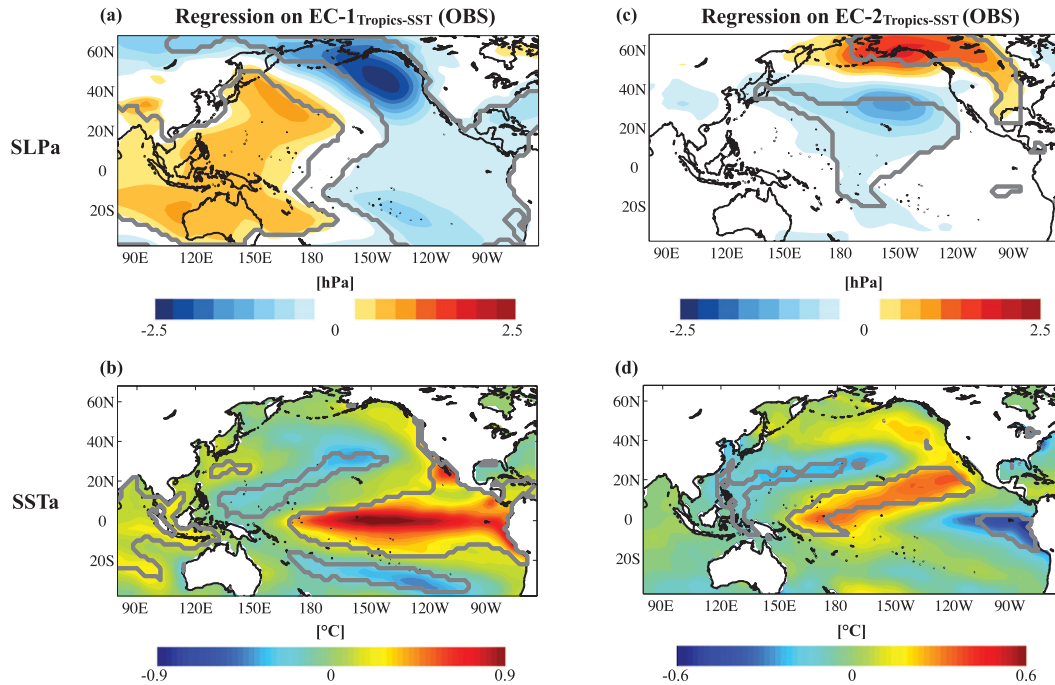 (a) Regression on EC-1Tropics-SST (OBS)
(c) Regression on EC-2Tropics-SST (OBS)
SLPa
60N
40N
20N
0
20S
90E 120E 150E 180 150W 120W 90W
[hPa]
-2.5 0 2.5
60N
40N
20N
0
20S
90E 120E 150E 180 150W 120W 90W
[hPa]
-2.5 0 2.5
(b)
(d)
SSTa
60N
40N
20N
0
20S
90E 120E 150E 180 150W 120W 90W
[°C]
-0.9 0 0.9
60N
40N
20N
0
20S
90E 120E 150E 180 150W 120W 90W
[°C]
-0.6 0 0.6